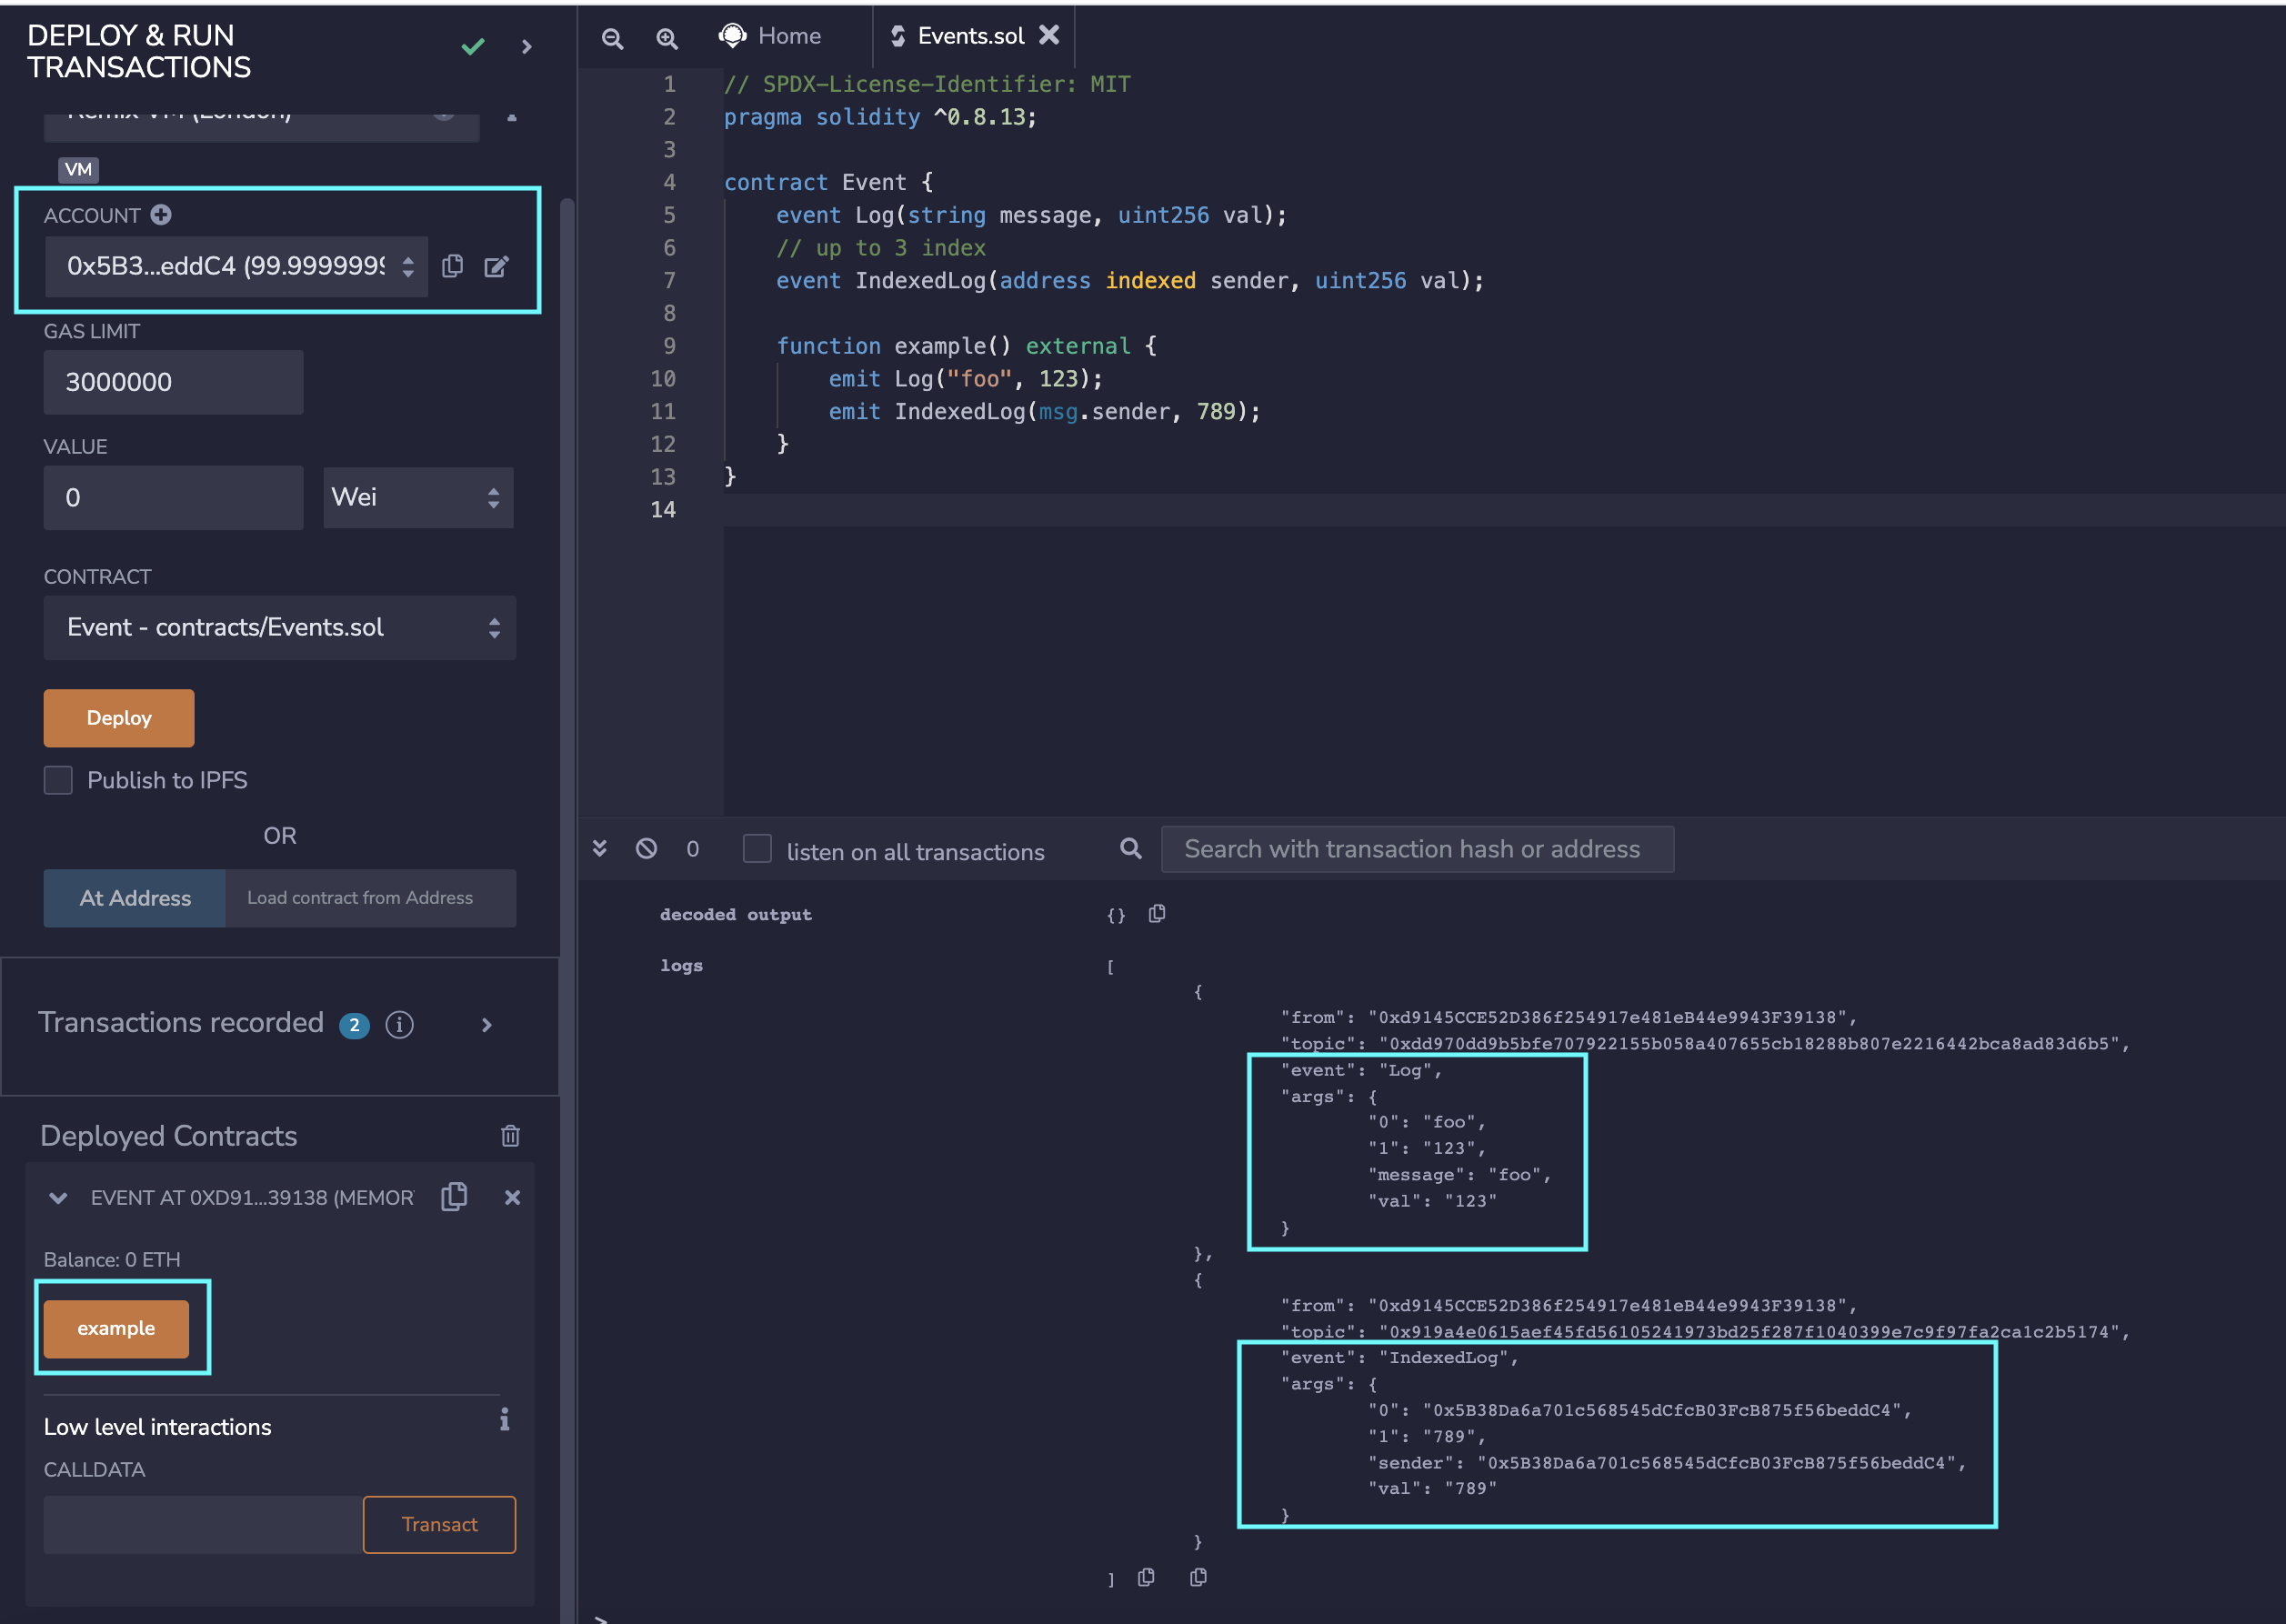 DEPLOY & RUN
TRANSACTIONS
Remix VM (London)
VM
ACCOUNT
0x5B3...eddC4 (99.9999999
GAS LIMIT
3000000
VALUE
0
Wei
CONTRACT
Event - contracts/Events.sol
Deploy
Publish to IPFS
OR
At Address
Load contract from Address
Transactions recorded 2
Deployed Contracts
EVENT AT 0XD91...39138 (MEMOR
Balance: 0 ETH
example
Low level interactions
CALLDATA
Transact
Home
Events.sol
1 // SPDX-License-Identifier: MIT
2 pragma solidity ^0.8.13;
3
4 contract Event {
5 event Log(string message, uint256 val);
6 // up to 3 index
7 event IndexedLog(address indexed sender, uint256 val);
8
9 function example() external {
10 emit Log("foo", 123);
11 emit IndexedLog(msg.sender, 789);
12 }
13 }
14
0
listen on all transactions
Search with transaction hash or address
decoded output {}
logs [
{
"from": "0xd9145CCE52D386f254917e481eB44e9943F39138",
"topic": "0xdd970dd9b5bfe707922155b058a407655cb18288b807e2216442bca8ad83d6b5",
"event": "Log",
"args": {
"0": "foo",
"1": "123",
"message": "foo",
"val": "123"
}
},
{
"from": "0xd9145CCE52D386f254917e481eB44e9943F39138",
"topic": "0x919a4e0615aef45fd56105241973bd25f287f1040399e7c9f97fa2ca1c2b5174",
"event": "IndexedLog",
"args": {
"0": "0x5B38Da6a701c568545dCfcB03FcB875f56beddC4",
"1": "789",
"sender": "0x5B38Da6a701c568545dCfcB03FcB875f56beddC4",
"val": "789"
}
}
]
>